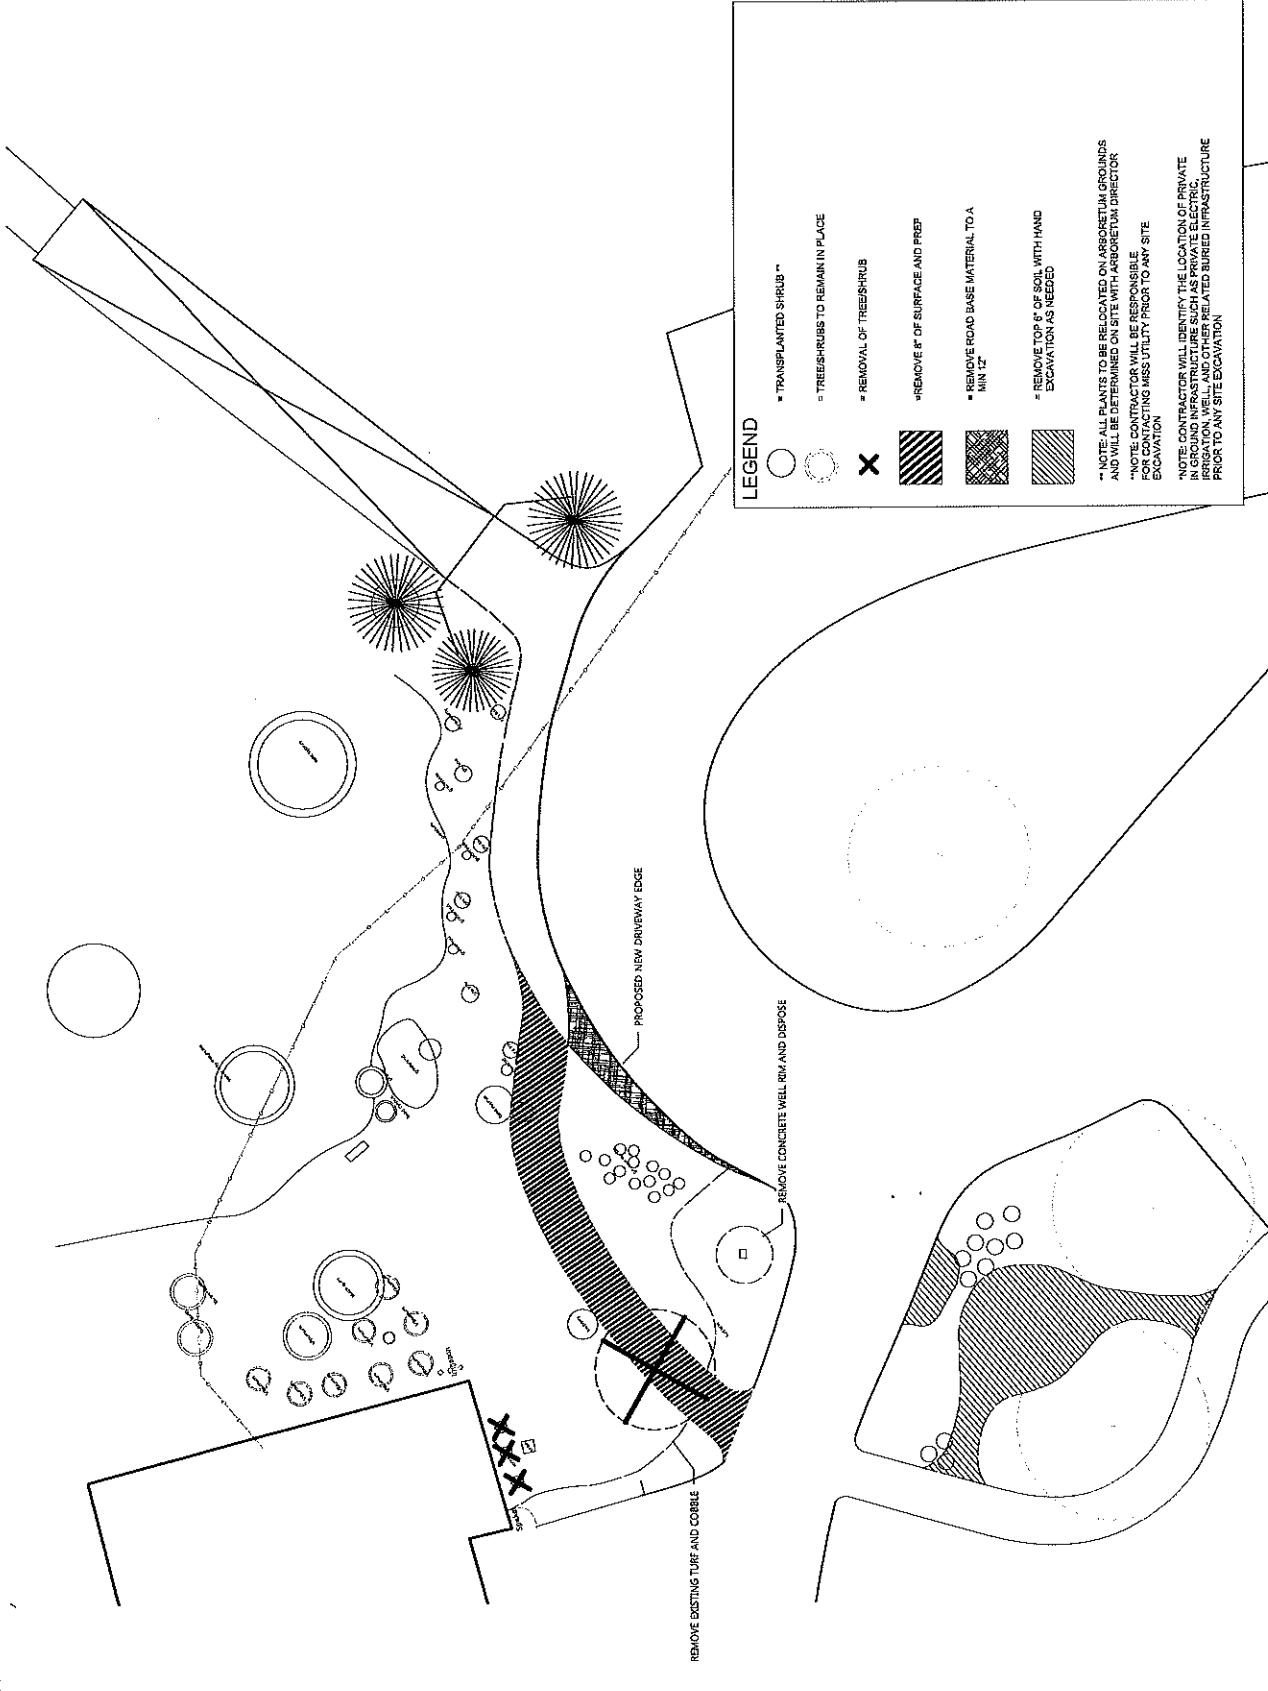 LEGEND
= TRANSPLANTED SHRUB **
= TREE/SHRUBS TO REMAIN IN PLACE
= REMOVAL OF TREE/SHRUB
=REMOVE 8" OF SURFACE AND PREP
= REMOVE ROAD BASE MATERIAL TO A
MIN 12"
= REMOVE TOP 6" OF SOIL WITH HAND
EXCAVATION AS NEEDED
** NOTE: ALL PLANTS TO BE RELOCATED ON ARBORETUM GROUNDS
AND WILL BE DETERMINED ON SITE WITH ARBORETUM DIRECTOR
**NOTE: CONTRACTOR WILL BE RESPONSIBLE
FOR CONTACTING MISS UTILITY PRIOR TO ANY SITE
EXCAVATION
*NOTE: CONTRACTOR WILL IDENTIFY THE LOCATION OF PRIVATE
IN GROUND INFRASTRUCTURE SUCH AS PRIVATE ELECTRIC,
IRRIGATION, WELL, AND OTHER RELATED BURIED INFRASTRUCTURE
PRIOR TO ANY SITE EXCAVATION
PROPOSED NEW DRIVEWAY EDGE
REMOVE CONCRETE WELL RIM AND DISPOSE
REMOVE EXISTING TURF AND COBBLE